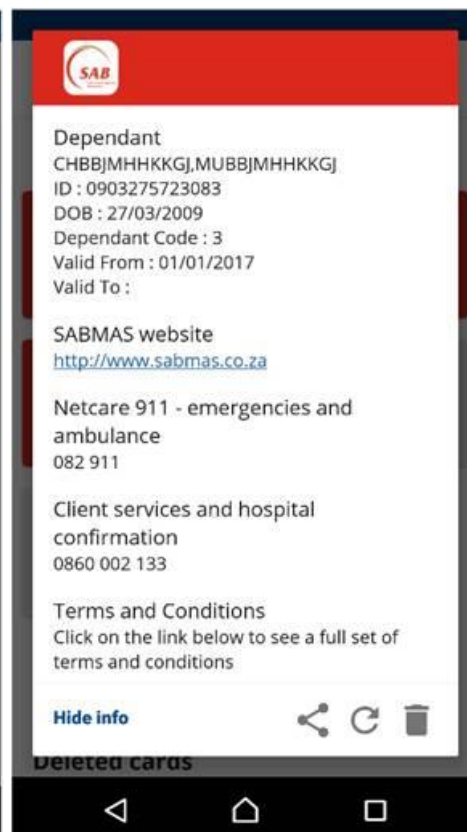 SAB
Dependant
CHBBJMHHKKGJ,MUBBJMHHKKGJ
ID : 0903275723083
DOB : 27/03/2009
Dependant Code : 3
Valid From : 01/01/2017
Valid To :
SABMAS website
http://www.sabmas.co.za
Netcare 911 - emergencies and
ambulance
082 911
Client services and hospital
confirmation
0860 002 133
Terms and Conditions
Click on the link below to see a full set of
terms and conditions
Hide info
Deleted cards